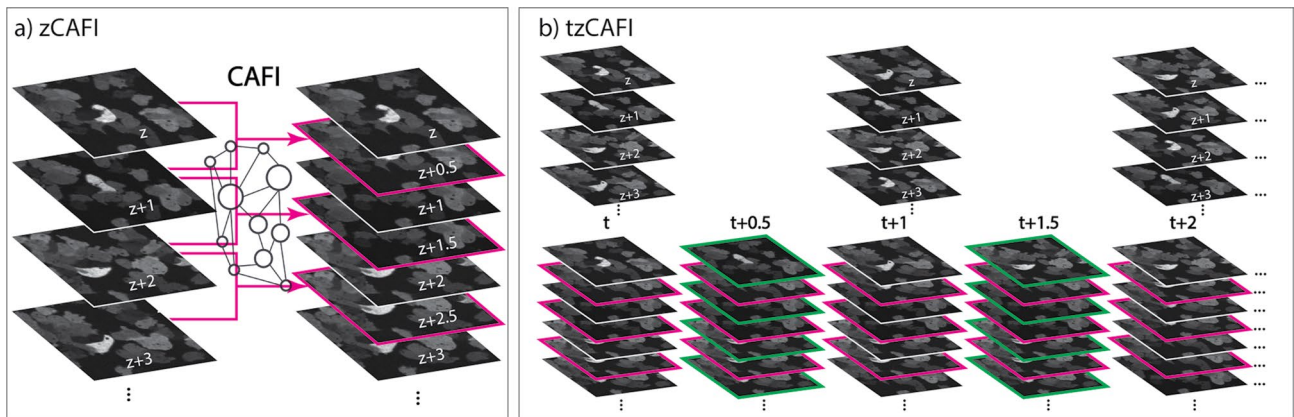 a) zCAFI
CAFI
z
z+1
z+2
z+3
z
z+0.5
z+1
z+1.5
z+2
z+2.5
z+3
b) tzCAFI
z
z+1
z+2
z+3
z
z+1
z+2
z+3
z
z+1
z+2
z+3
t
t+0.5
t+1
t+1.5
t+2